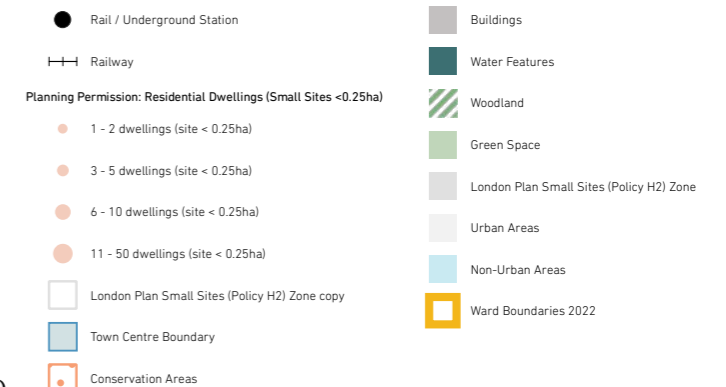 Rail / Underground Station
Railway
Planning Permission: Residential Dwellings (Small Sites <0.25ha)
1 - 2 dwellings (site < 0.25ha)
3 - 5 dwellings (site < 0.25ha)
6 - 10 dwellings (site < 0.25ha)
11 - 50 dwellings (site < 0.25ha)
London Plan Small Sites (Policy H2) Zone copy
Town Centre Boundary
Conservation Areas
Buildings
Water Features
Woodland
Green Space
London Plan Small Sites (Policy H2) Zone
Urban Areas
Non-Urban Areas
Ward Boundaries 2022